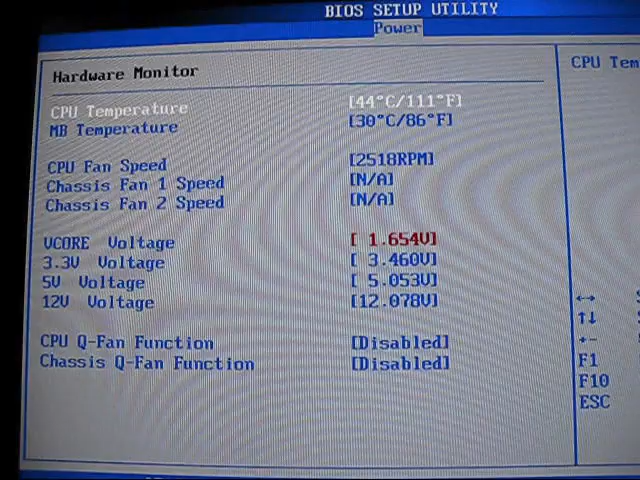 BIOS SETUP UTILITY
Power
Hardware Monitor
CPU Tem
CPU Temperature [44°C/111°F]
MB Temperature [30°C/86°F]
CPU Fan Speed [2518RPM]
Chassis Fan 1 Speed [N/A]
Chassis Fan 2 Speed [N/A]
VCORE Voltage [ 1.654V]
3.3V Voltage [ 3.460V]
5V Voltage [ 5.053V]
12V Voltage [12.078V]
CPU Q-Fan Function [Disabled]
Chassis Q-Fan Function [Disabled]
↔
↑↓
+-
F1
F10
ESC